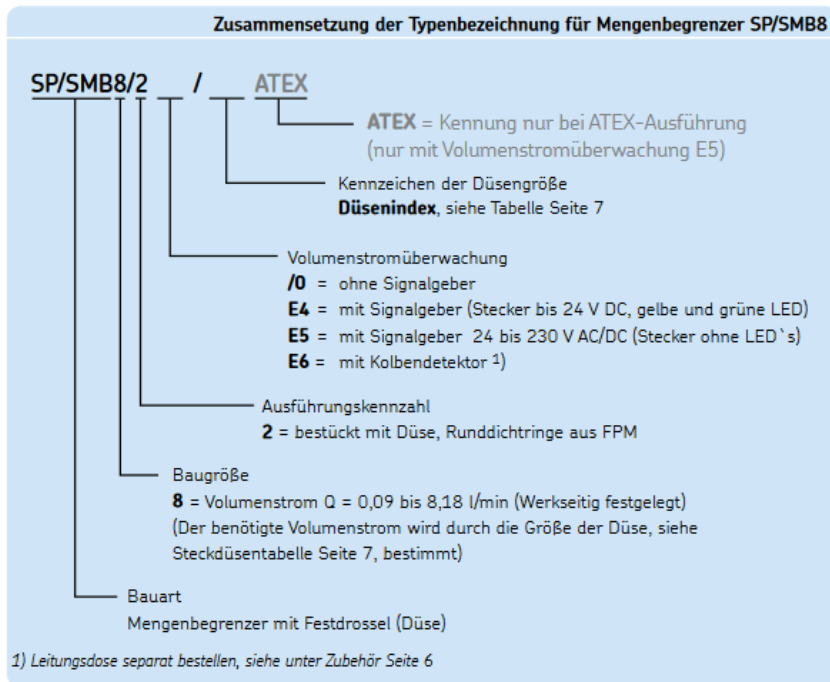 Zusammensetzung der Typenbezeichnung für Mengenbegrenzer SP/SMB8
SP/SMB8/2 __ / __ ATEX
ATEX = Kennung nur bei ATEX-Ausführung
(nur mit Volumenstromüberwachung E5)
Kennzeichen der Düsengröße
Düsenindex, siehe Tabelle Seite 7
Volumenstromüberwachung
/0 = ohne Signalgeber
E4 = mit Signalgeber (Stecker bis 24 V DC, gelbe und grüne LED)
E5 = mit Signalgeber 24 bis 230 V AC/DC (Stecker ohne LED`s)
E6 = mit Kolbendetektor 1)
Ausführungskennzahl
2 = bestückt mit Düse, Runddichtringe aus FPM
Baugröße
8 = Volumenstrom Q = 0,09 bis 8,18 l/min (Werkseitig festgelegt)
(Der benötigte Volumenstrom wird durch die Größe der Düse, siehe
Steckdüsentabelle Seite 7, bestimmt)
Bauart
Mengenbegrenzer mit Festdrossel (Düse)
1) Leitungsdose separat bestellen, siehe unter Zubehör Seite 6